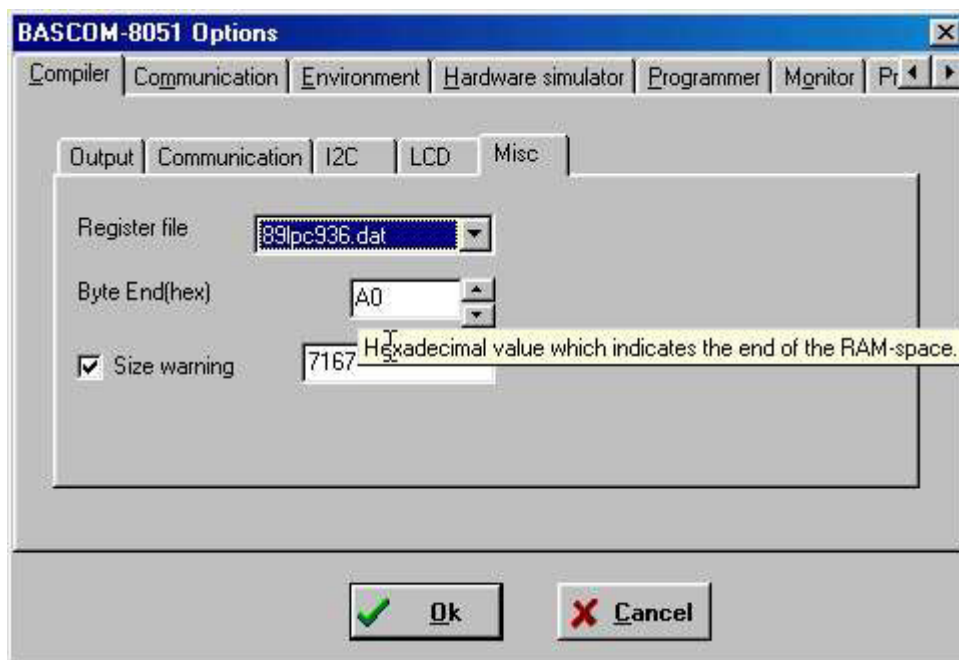 BASCOM-8051 Options
Compiler Communication Environment Hardware simulator Programmer Monitor Pr
Output Communication I2C LCD Misc
Register file 89lpc936.dat
Byte End(hex) A0
Hexadecimal value which indicates the end of the RAM-space.
Size warning 7167
Ok Cancel